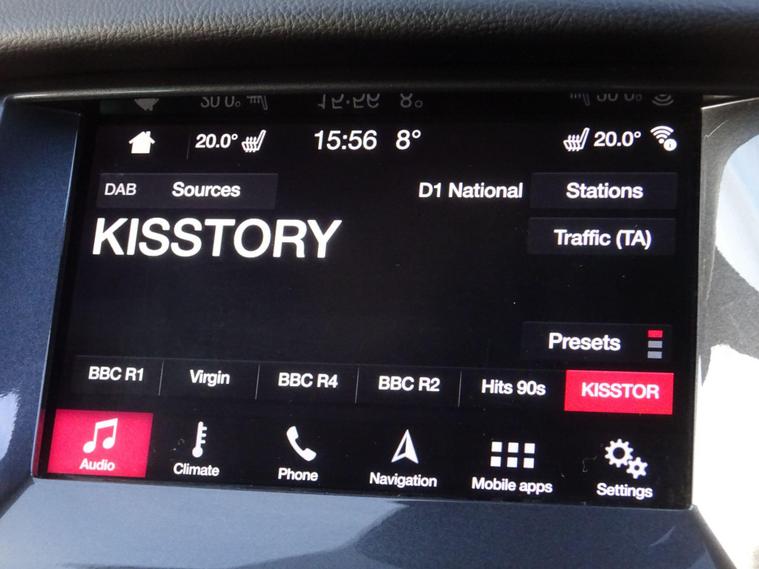 20.0° 15:56 8° 20.0°
DAB Sources D1 National Stations
KISSTORY
Traffic (TA)
Presets
BBC R1 Virgin BBC R4 BBC R2 Hits 90s KISSTOR
Audio Climate Phone Navigation Mobile apps Settings